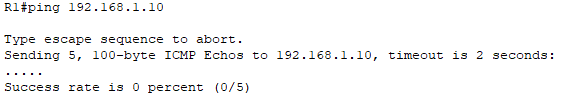 R1#ping 192.168.1.10
Type escape sequence to abort.
Sending 5, 100-byte ICMP Echos to 192.168.1.10, timeout is 2 seconds:
.....
Success rate is 0 percent (0/5)